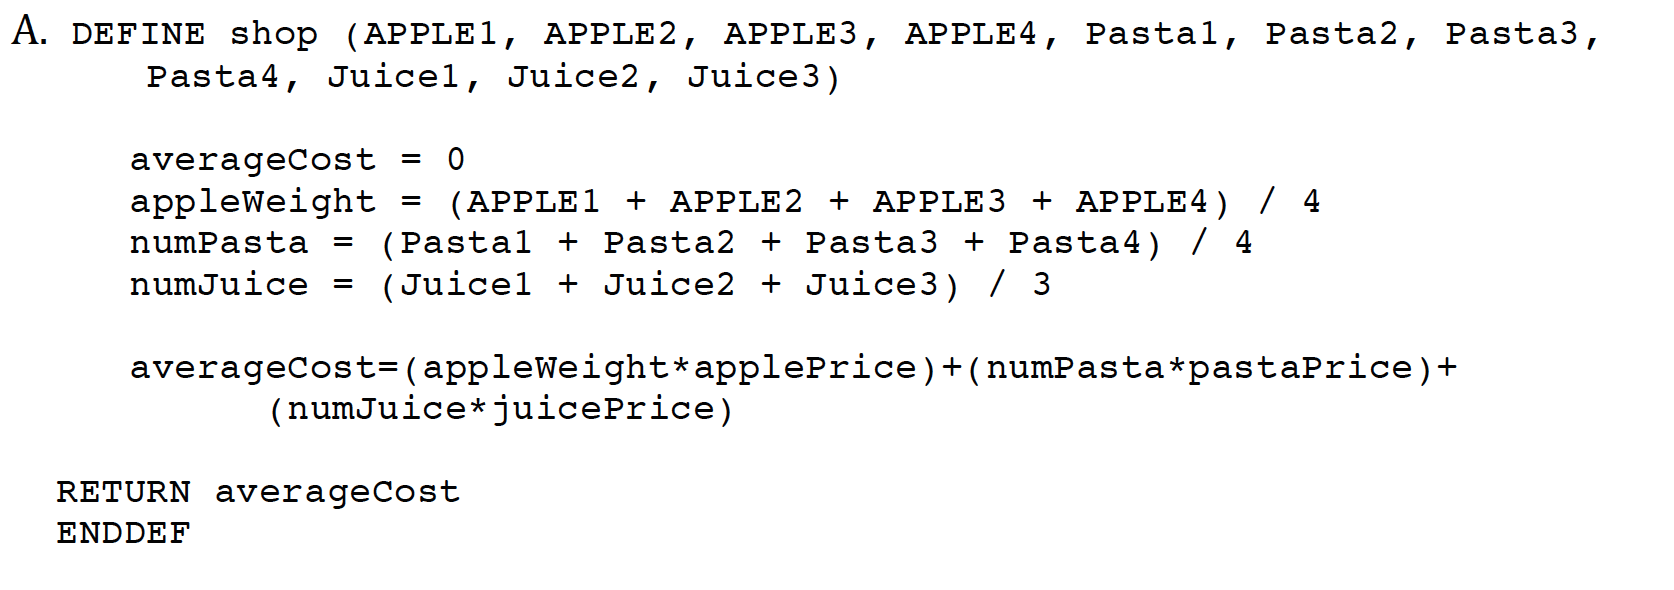 A. DEFINE shop (APPLE1, APPLE2, APPLE3, APPLE4, Pasta1, Pasta2, Pasta3,
Pasta4, Juice1, Juice2, Juice3)
averageCost = 0
appleWeight = (APPLE1 + APPLE2 + APPLE3 + APPLE4) / 4
numPasta = (Pasta1 + Pasta2 + Pasta3 + Pasta4) / 4
numJuice = (Juice1 + Juice2 + Juice3) / 3
averageCost=(appleWeight*applePrice)+(numPasta*pastaPrice)+
(numJuice*juicePrice)
RETURN averageCost
ENDDEF